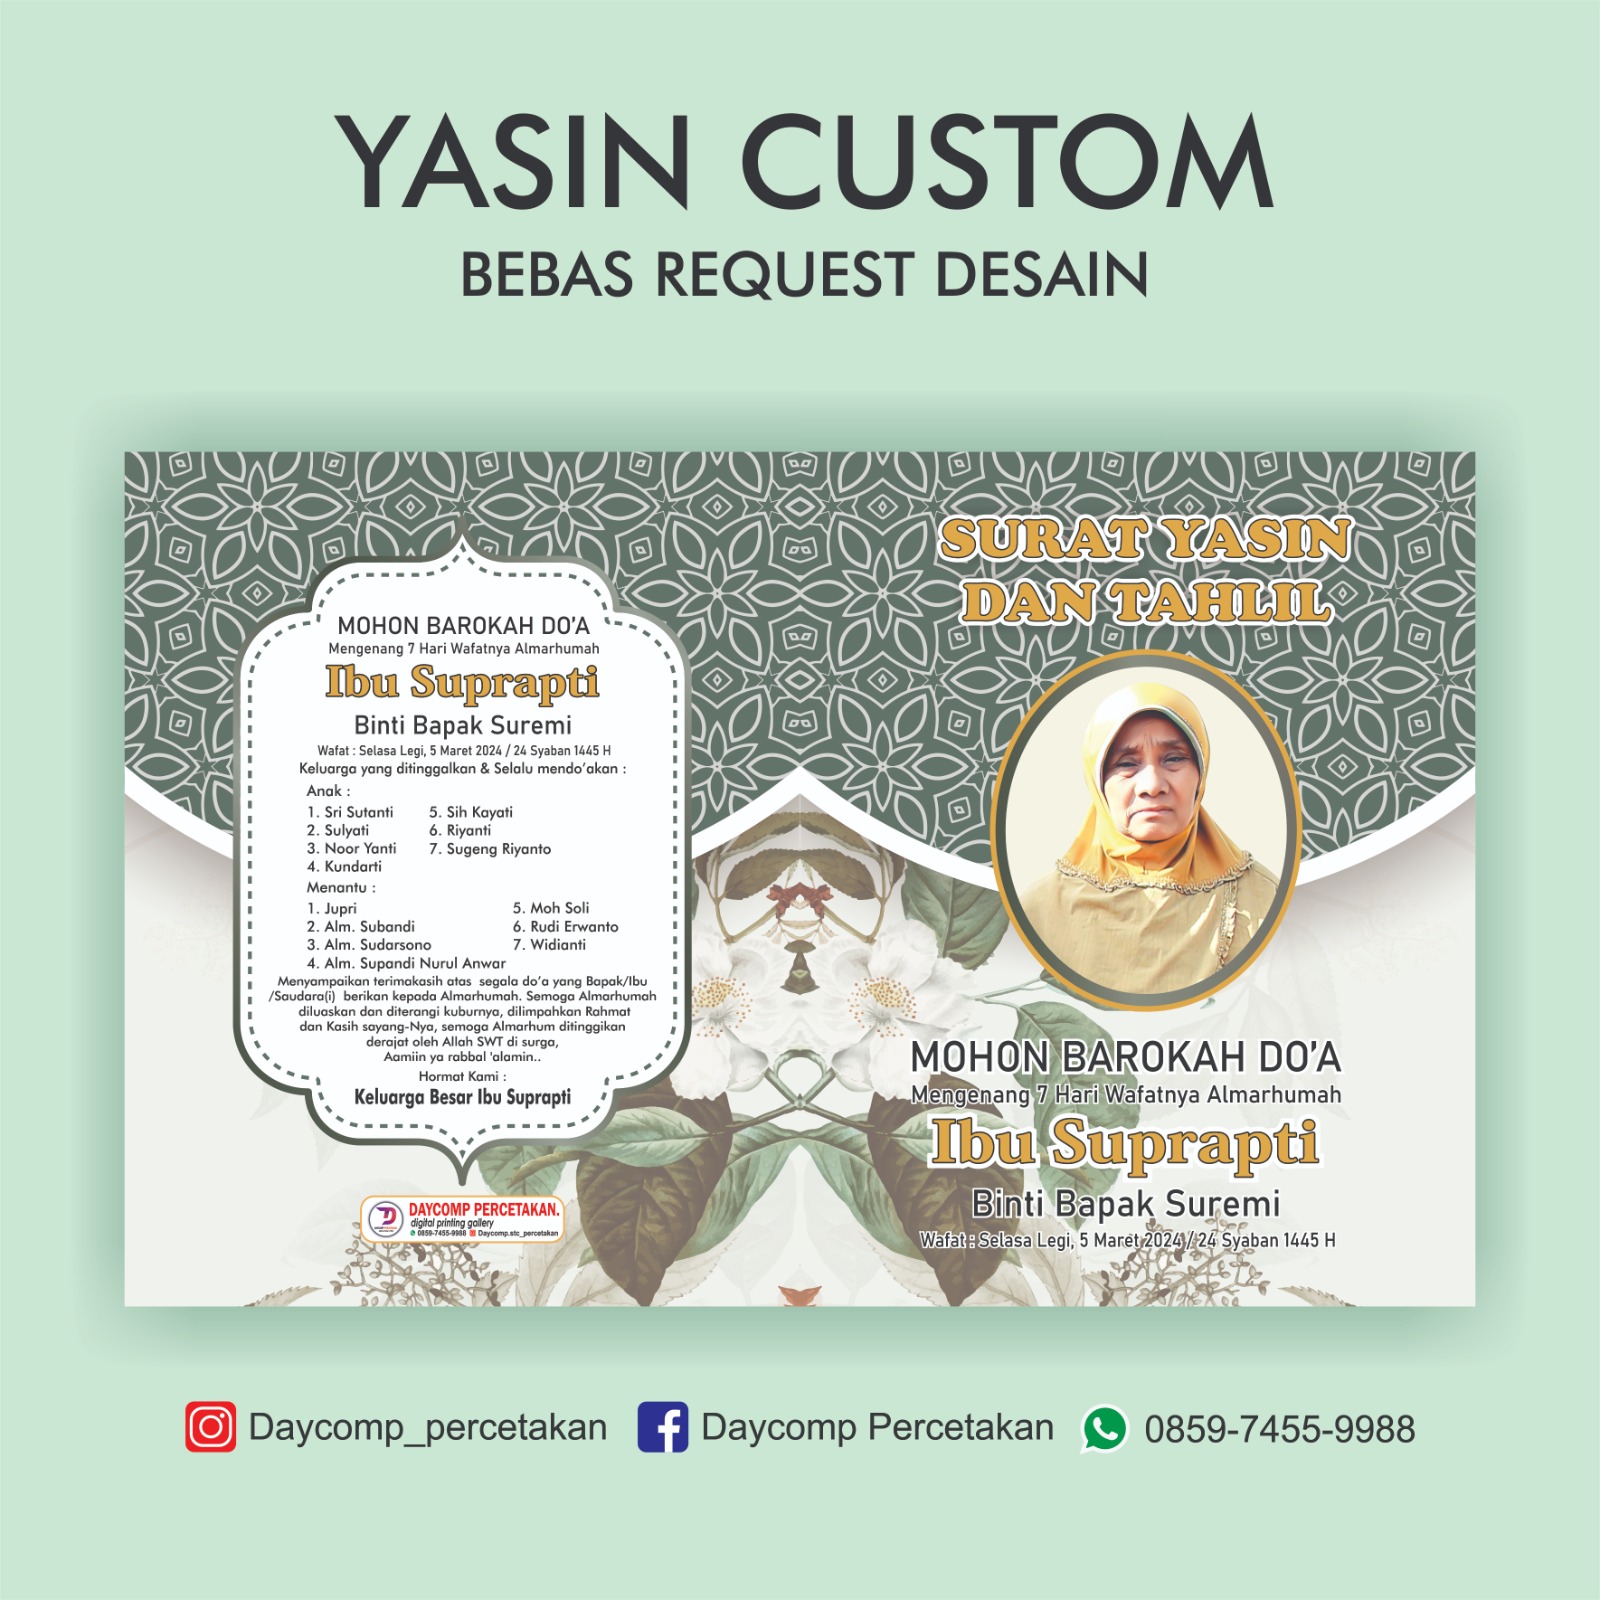 YASIN CUSTOM
BEBAS REQUEST DESAIN
MOHON BAROKAH DO'A
Mengenang 7 Hari Wafatnya Almarhumah
Ibu Suprapti
Binti Bapak Suremi
Wafat : Selasa Legi, 5 Maret 2024 / 24 Syaban 1445 H
Keluarga yang ditinggalkan & Selalu mendo'akan :
Anak :
1. Sri Sutanti
2. Sulyati
3. Noor Yanti
4. Kundarti
5. Sih Kayati
6. Riyanti
7. Sugeng Riyanto
Menantu :
1. Jupri
2. Alm. Subandi
3. Alm. Sudarsono
4. Alm. Supandi Nurul Anwar
5. Moh Soli
6. Rudi Erwanto
7. Widianti
Menyampaikan terimakasih atas segala do'a yang Bapak/Ibu
/Saudara(i) berikan kepada Almarhumah. Semoga Almarhumah
diluaskan dan diterangi kuburnya, dilimpahkan Rahmat
dan Kasih sayang-Nya, semoga Almarhum ditinggikan
derajat oleh Allah SWT di surga,
Aamiin ya rabbal 'alamin..
Hormat Kami :
Keluarga Besar Ibu Suprapti
DAYCOMP PERCETAKAN.
digital printing gallery
0859-7455-9988 Daycomp.stc_percetakan
SURAT YASIN
DAN TAHLIL
MOHON BAROKAH DO'A
Mengenang 7 Hari Wafatnya Almarhumah
Ibu Suprapti
Binti Bapak Suremi
Wafat : Selasa Legi, 5 Maret 2024 / 24 Syaban 1445 H
Daycomp_percetakan
Daycomp Percetakan
0859-7455-9988